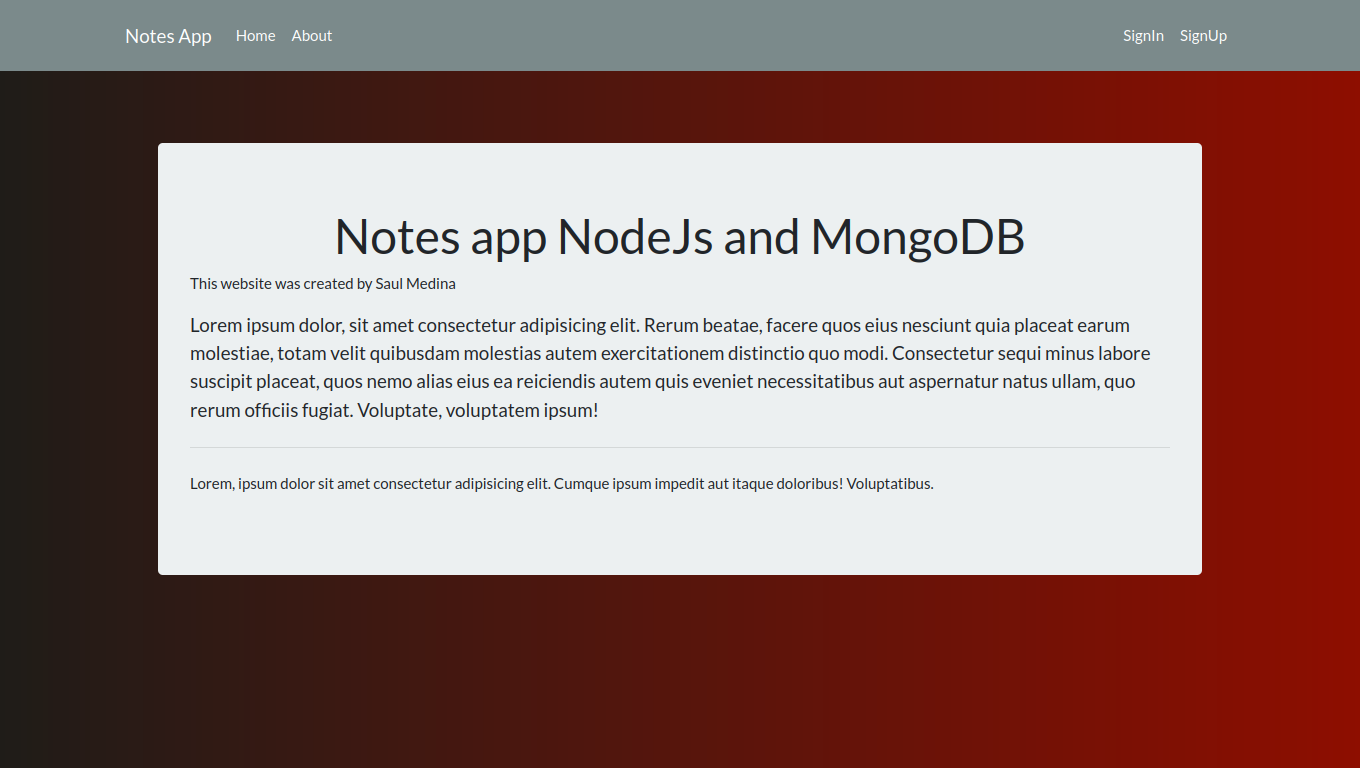 Notes App Home About SignIn SignUp
Notes app NodeJs and MongoDB
This website was created by Saul Medina
Lorem ipsum dolor, sit amet consectetur adipisicing elit. Rerum beatae, facere quos eius nesciunt quia placeat earum
molestiae, totam velit quibusdam molestias autem exercitationem distinctio quo modi. Consectetur sequi minus labore
suscipit placeat, quos nemo alias eius ea reiciendis autem quis eveniet necessitatibus aut aspernatur natus ullam, quo
rerum officiis fugiat. Voluptate, voluptatem ipsum!
Lorem, ipsum dolor sit amet consectetur adipisicing elit. Cumque ipsum impedit aut itaque doloribus! Voluptatibus.